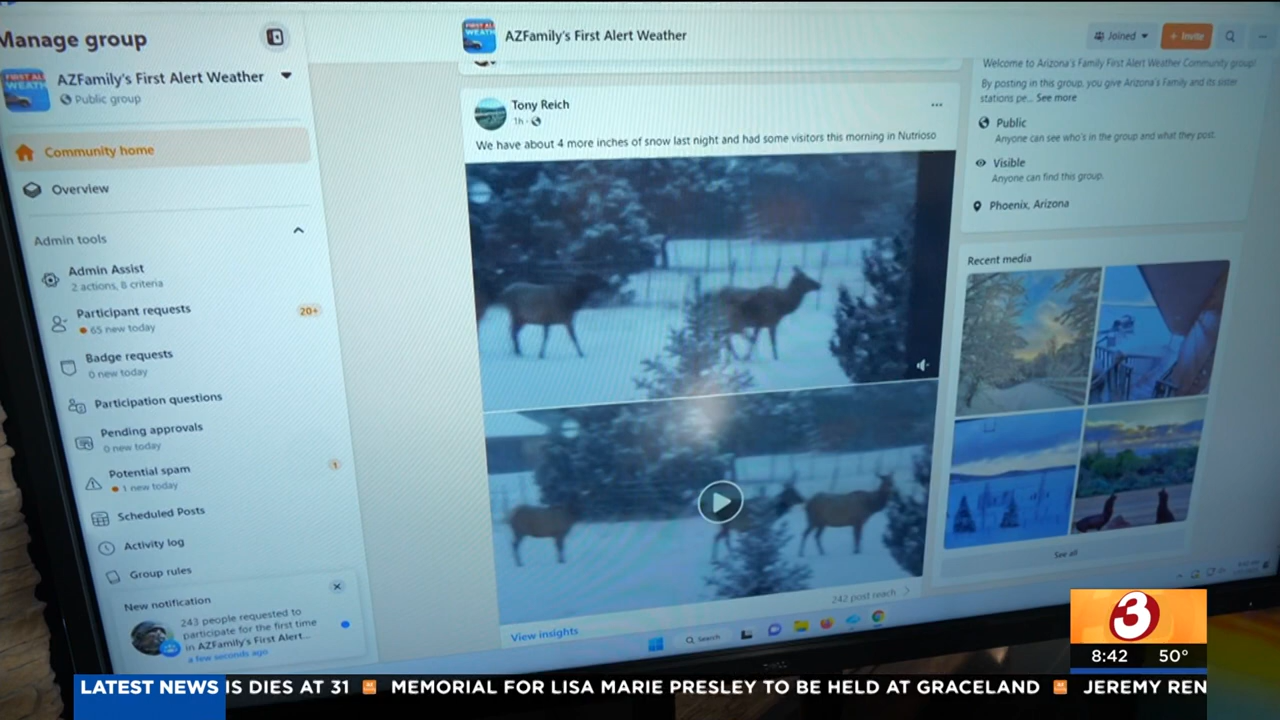 Manage group
FIRST AL
WEATH
AZFamily's First Alert Weather
Public group
Community home
Overview
Admin tools
Admin Assist
2 actions, 8 criteria
Participant requests
65 new today
20+
Badge requests
0 new today
Participation questions
Pending approvals
0 new today
Potential spam
1 new today
1
Scheduled Posts
Activity log
Group rules
New notification
243 people requested to
participate for the first time
in AZFamily's First Alert...
a few seconds ago
FIRST AL
WEATH
AZFamily's First Alert Weather
Joined
+ Invite
Tony Reich
1h
We have about 4 more inches of snow last night and had some visitors this morning in Nutrioso
242 post reach
View insights
Welcome to Arizona's Family First Alert Weather Community group!
By posting in this group, you give Arizona's Family and its sister
stations pe... See more
Public
Anyone can see who's in the group and what they post.
Visible
Anyone can find this group.
Phoenix, Arizona
Recent media
See all
Search
DELL
3
8:42 50°
LATEST NEWS IS DIES AT 31 MEMORIAL FOR LISA MARIE PRESLEY TO BE HELD AT GRACELAND JEREMY REN